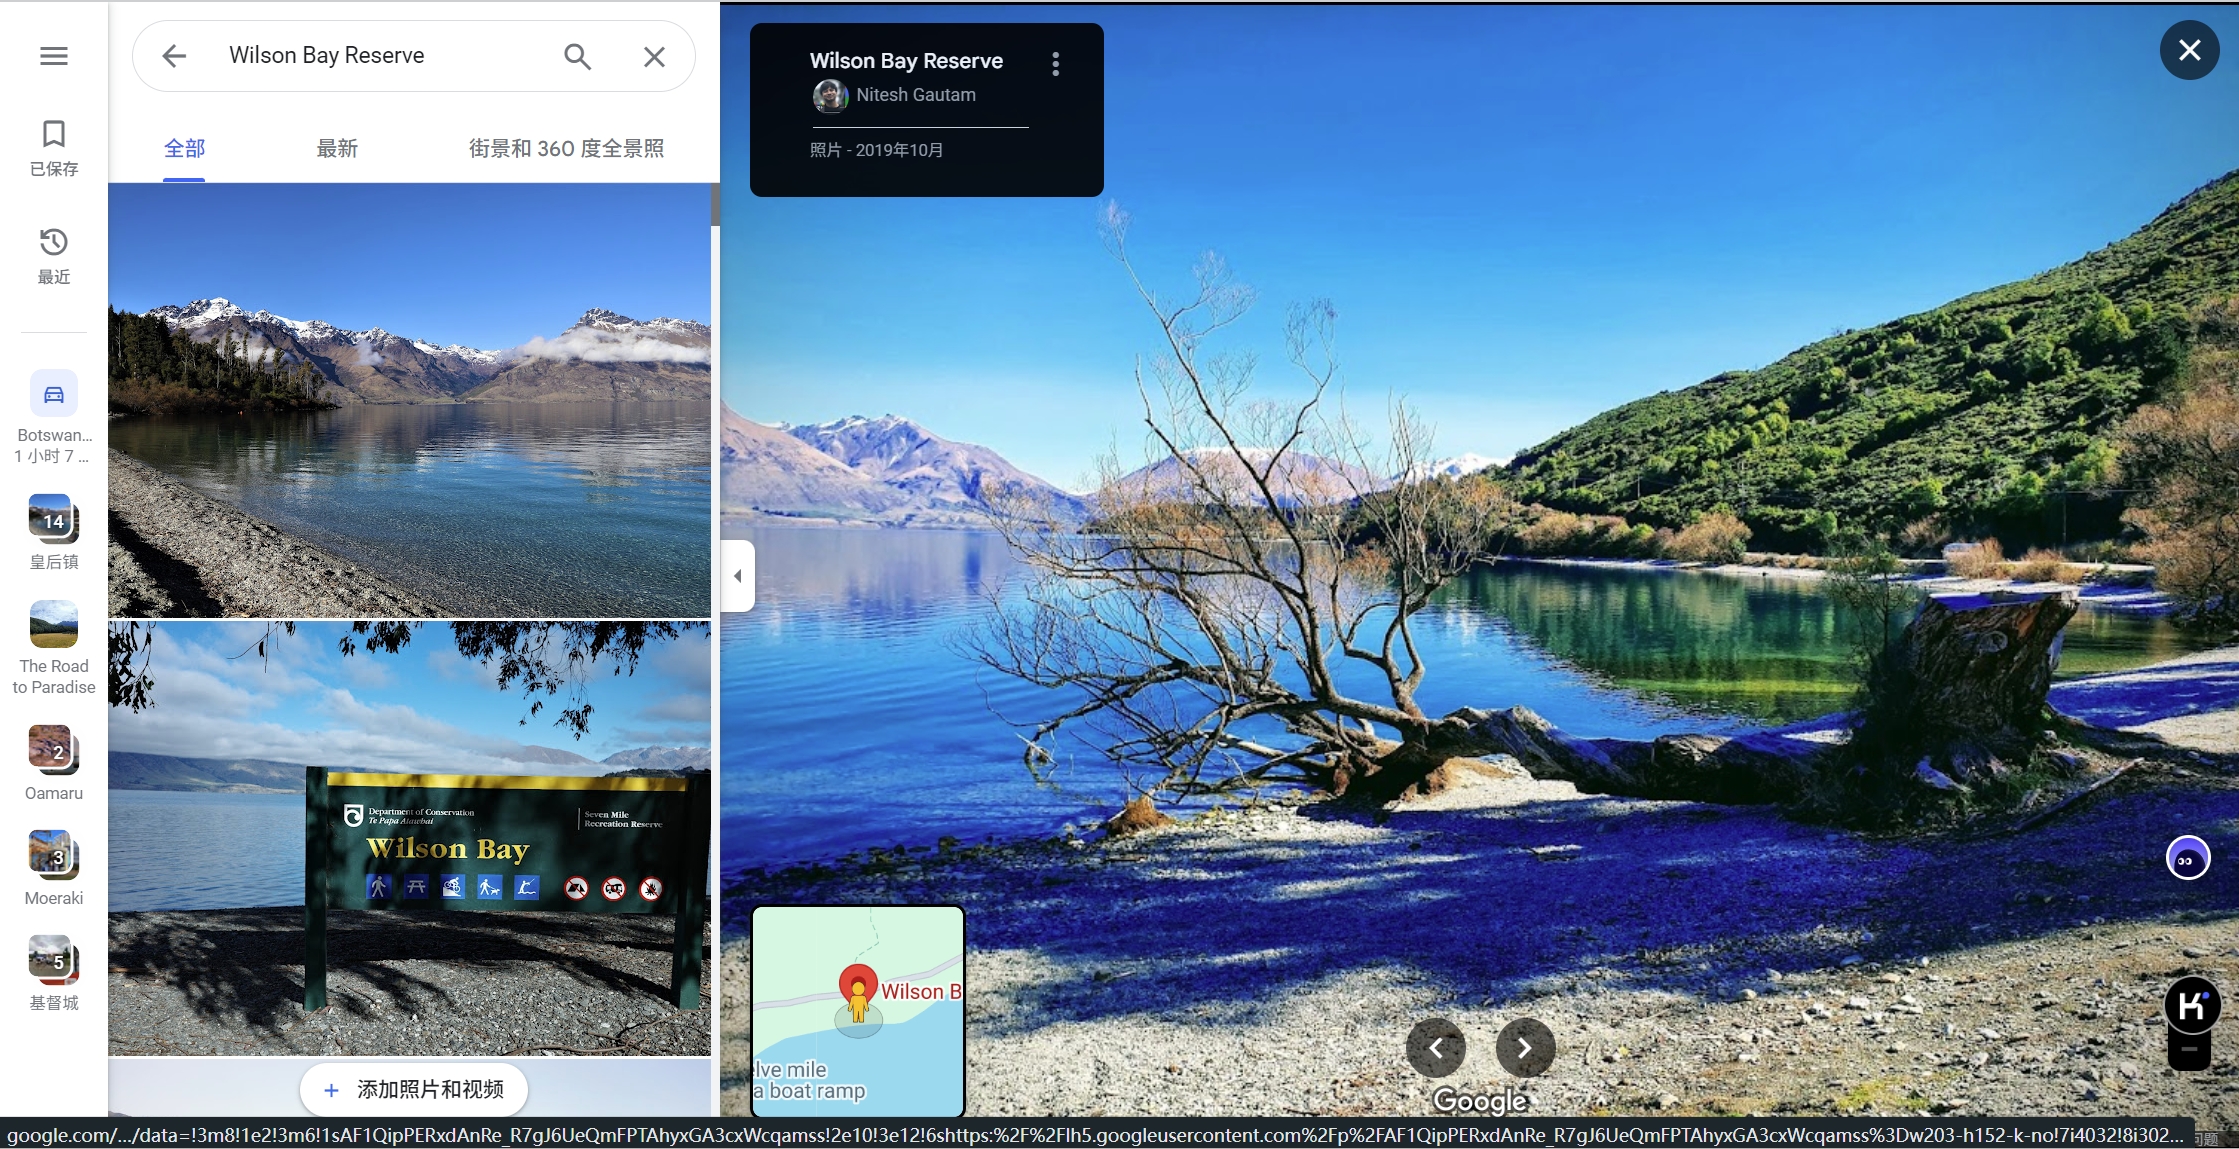 Wilson Bay Reserve
全部
最新
街景和 360 度全景照
已保存
最近
Botswan...
1 小时 7 ...
14
皇后镇
The Road
to Paradise
2
Oamaru
3
Moeraki
5
基督城
Department of Conservation
Te Papa Atawbai
Seven Mile
Recreation Reserve
Wilson Bay
添加照片和视频
Wilson Bay Reserve
Nitesh Gautam
照片 - 2019年10月
Wilson B
lve mile
a boat ramp
Google
google.com/.../data=!3m8!1e2!3m6!1sAF1QipPERxdAnRe_R7gJ6UeQmFPTAhyxGA3cxWcqamss!2e10!3e12!6shttps:%2F%2Flh5.googleusercontent.com%2Fp%2FAF1QipPERxdAnRe_R7gJ6UeQmFPTAhyxGA3cxWcqamss%3Dw203-h152-k-no!7i4032!8i302...
问题